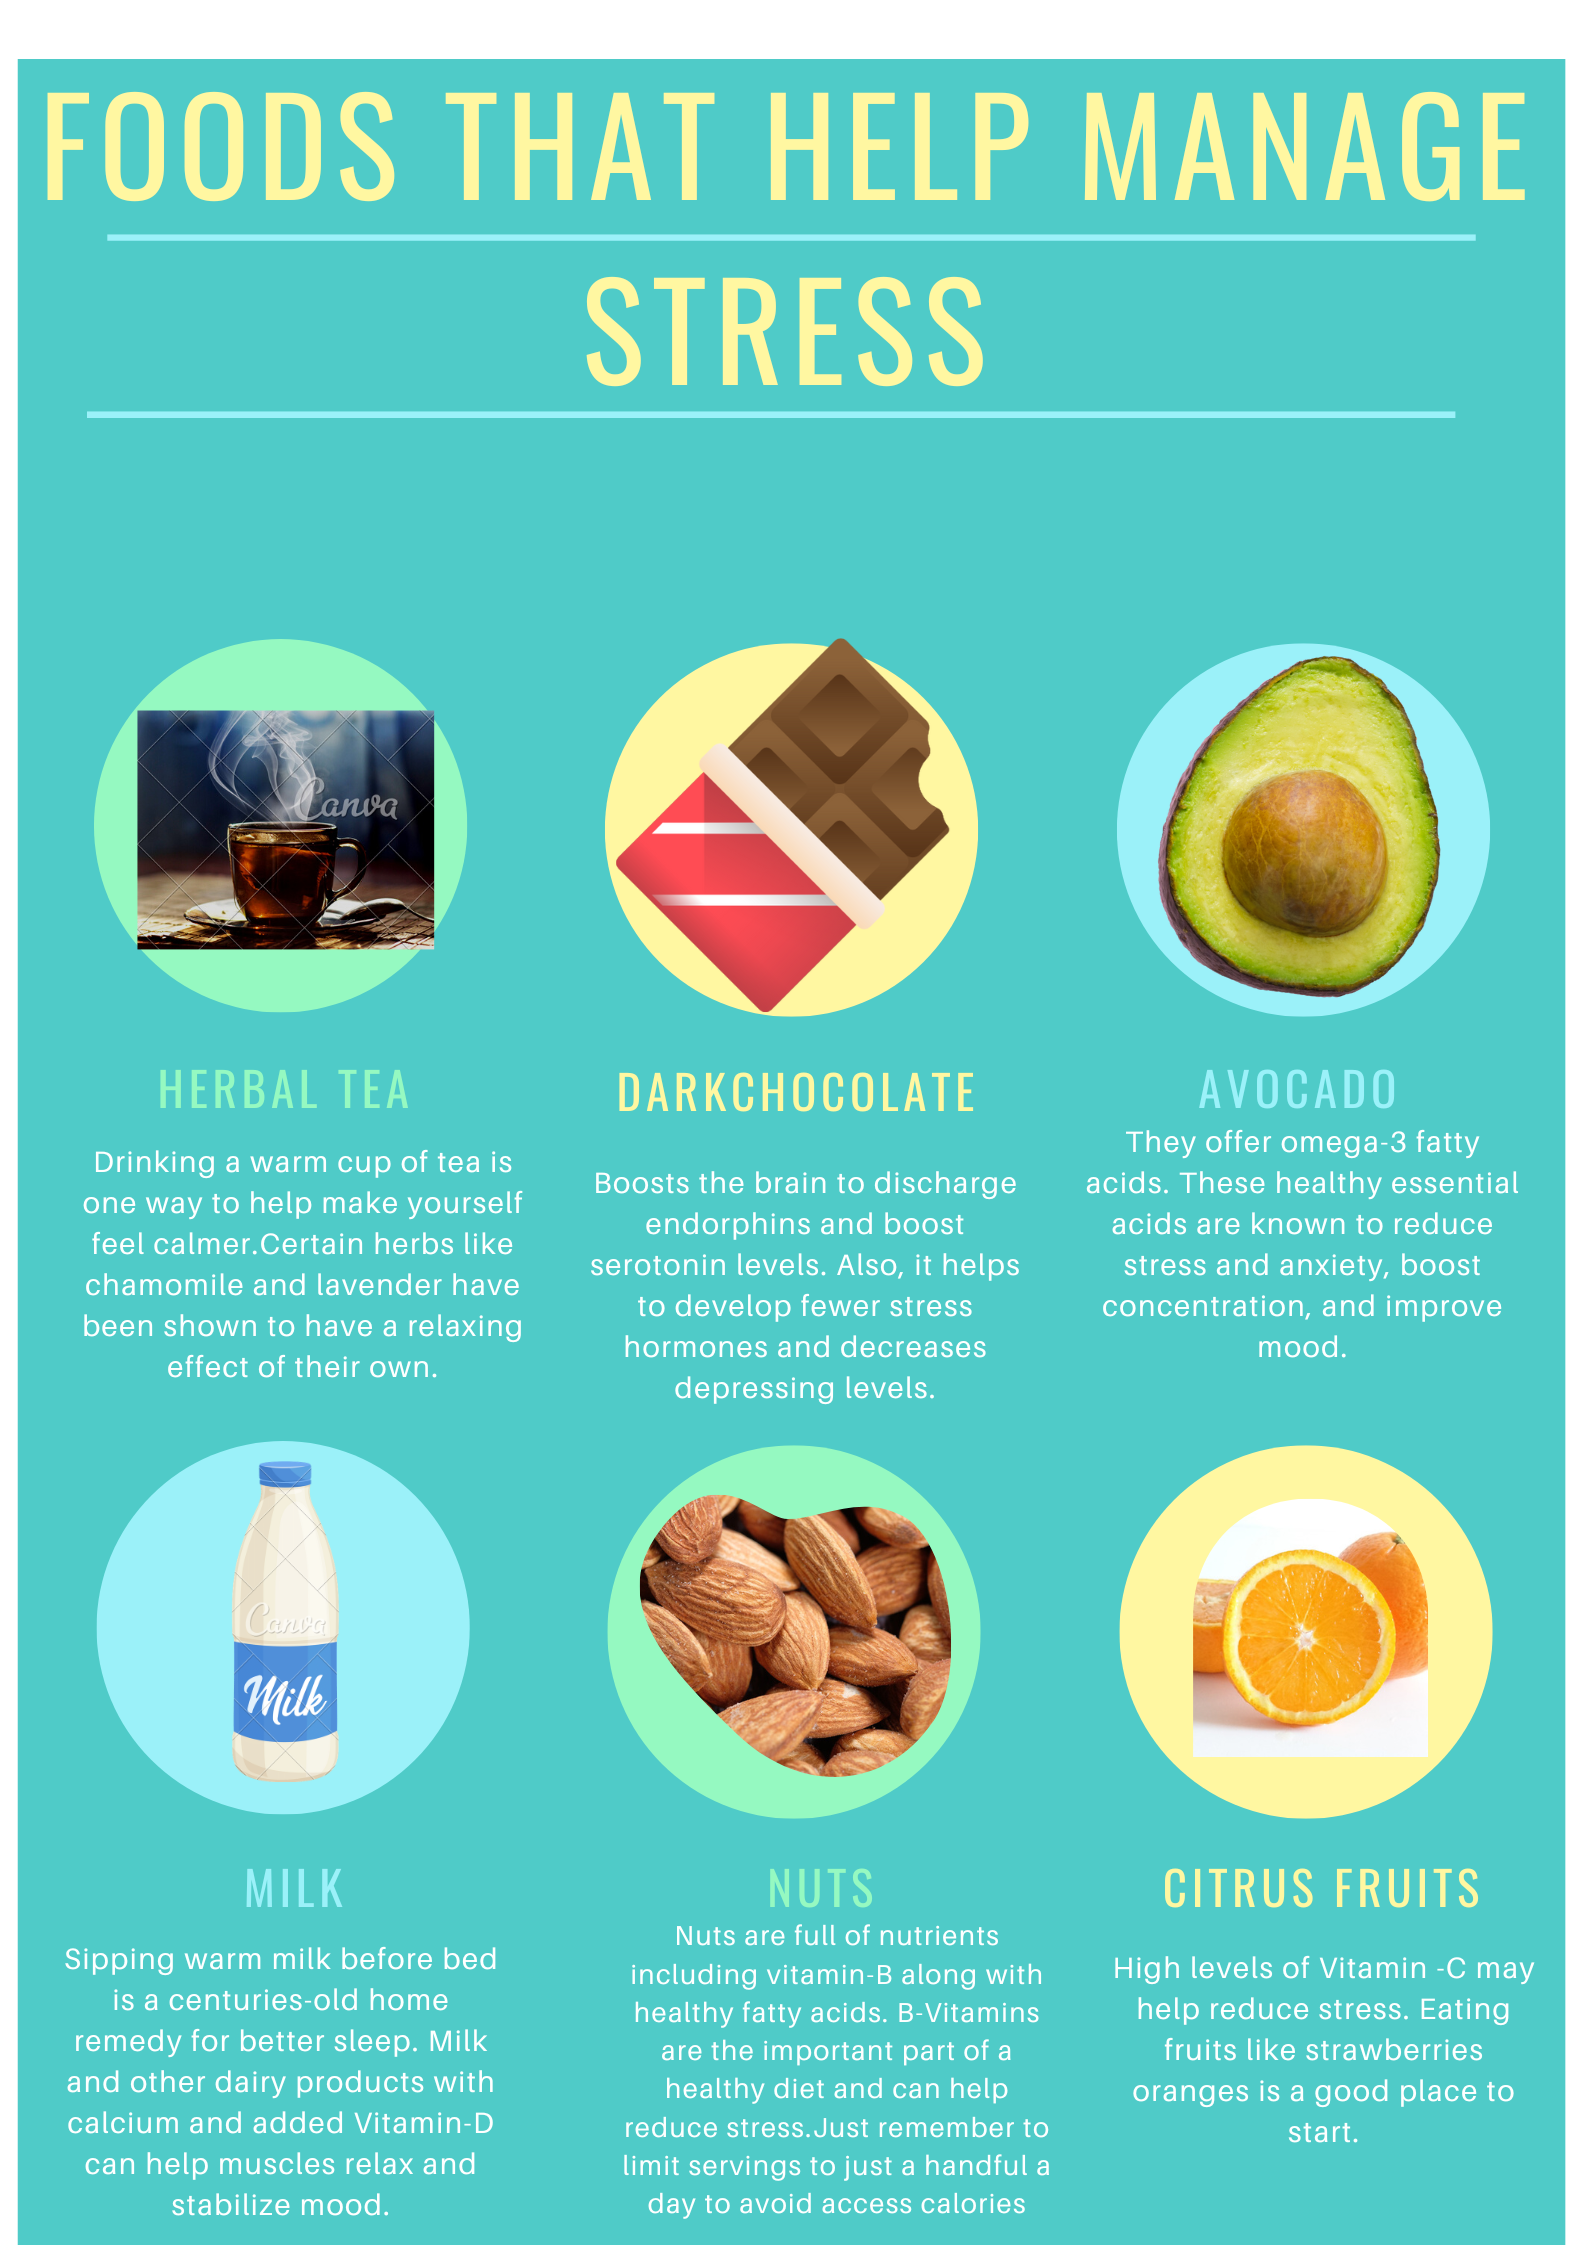 FOODS THAT HELP MANAGE
STRESS
Canva
HERBAL TEA
Drinking a warm cup of tea is
one way to help make yourself
feel calmer.Certain herbs like
chamomile and lavender have
been shown to have a relaxing
effect of their own.
DARKCHOCOLATE
Boosts the brain to discharge
endorphins and boost
serotonin levels. Also, it helps
to develop fewer stress
hormones and decreases
depressing levels.
AVOCADO
They offer omega-3 fatty
acids. These healthy essential
acids are known to reduce
stress and anxiety, boost
concentration, and improve
mood.
Canva
Milk
MILK
Sipping warm milk before bed
is a centuries-old home
remedy for better sleep. Milk
and other dairy products with
calcium and added Vitamin-D
can help muscles relax and
stabilize mood.
NUTS
Nuts are full of nutrients
including vitamin-B along with
healthy fatty acids. B-Vitamins
are the important part of a
healthy diet and can help
reduce stress.Just remember to
limit servings to just a handful a
day to avoid access calories
CITRUS FRUITS
High levels of Vitamin -C may
help reduce stress. Eating
fruits like strawberries
oranges is a good place to
start.